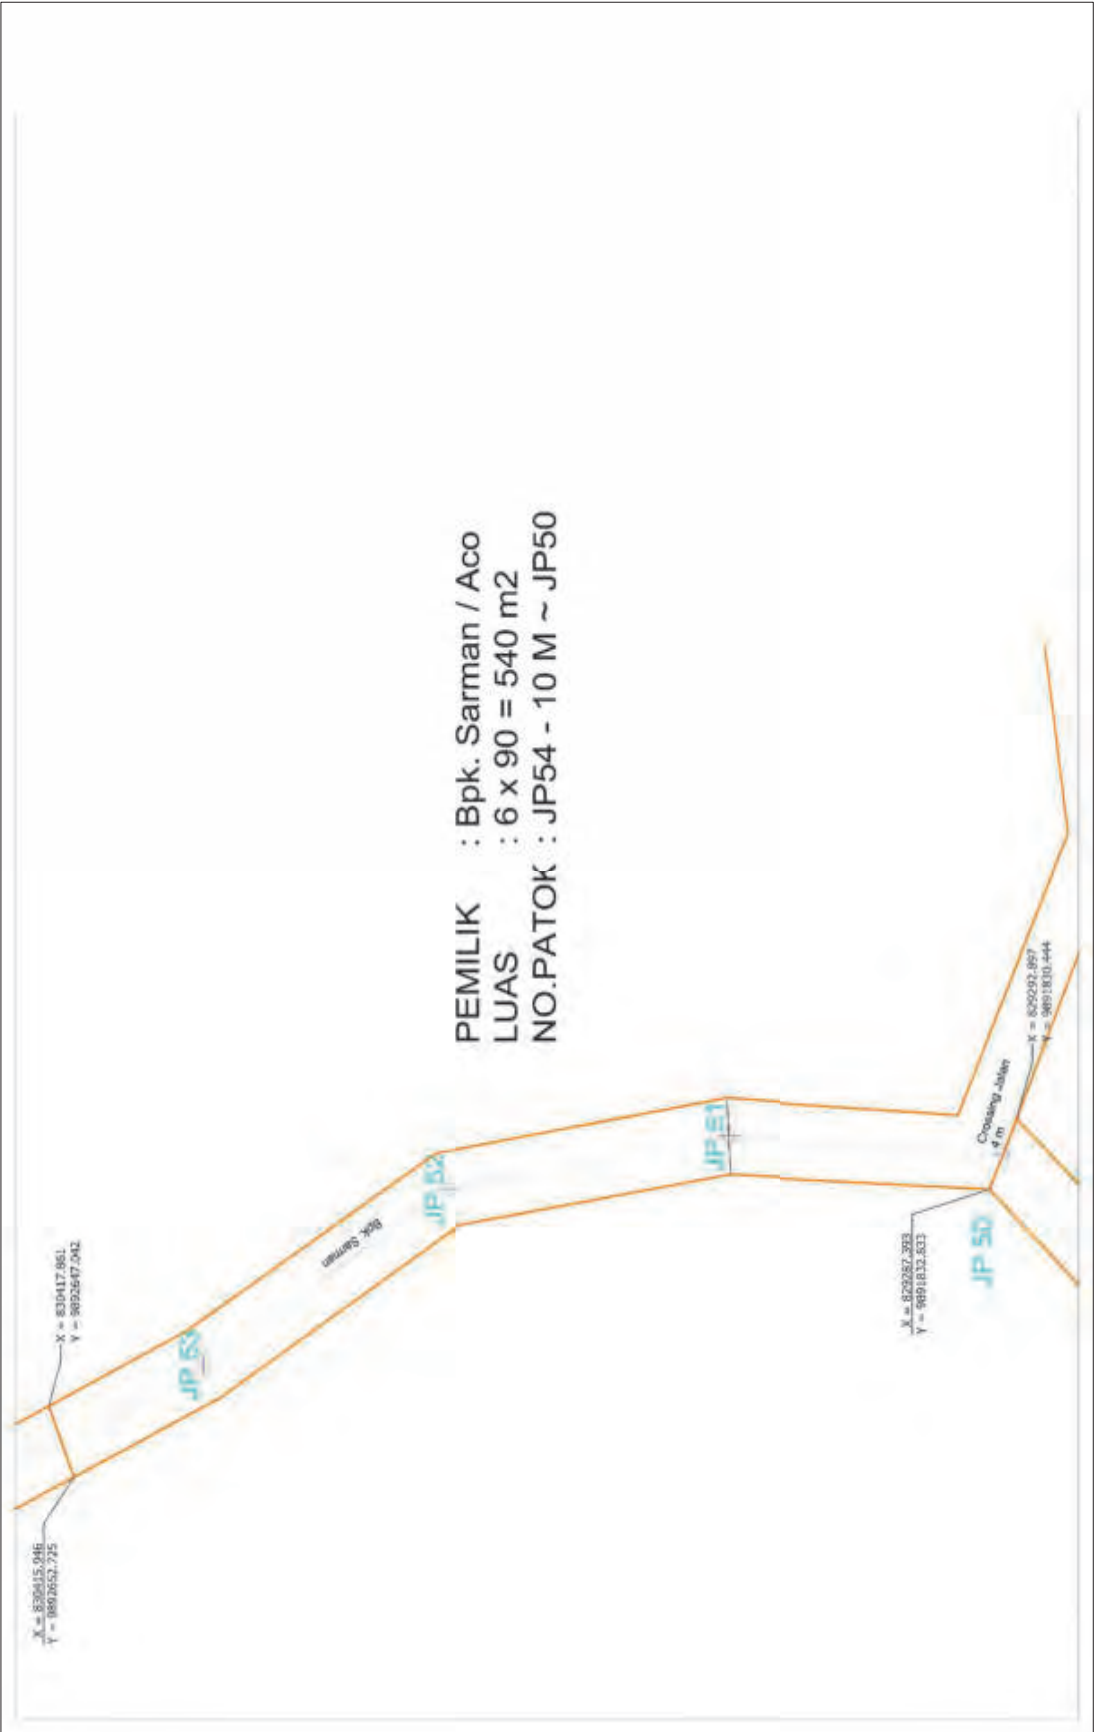 PEMILIK : Bpk. Sarman / Aco
LUAS : 6 x 90 = 540 m2
NO.PATOK : JP54 - 10 M ~ JP50
X = 830415.946
Y = 9892652.725
X = 830417.861
Y = 9892647.042
JP 53
Bpk. Sarman
JP 52
JP 51
X = 829287.393
Y = 9891832.833
JP 50
Crossing Jalan
4 m
X = 829292.897
Y = 9891830.444